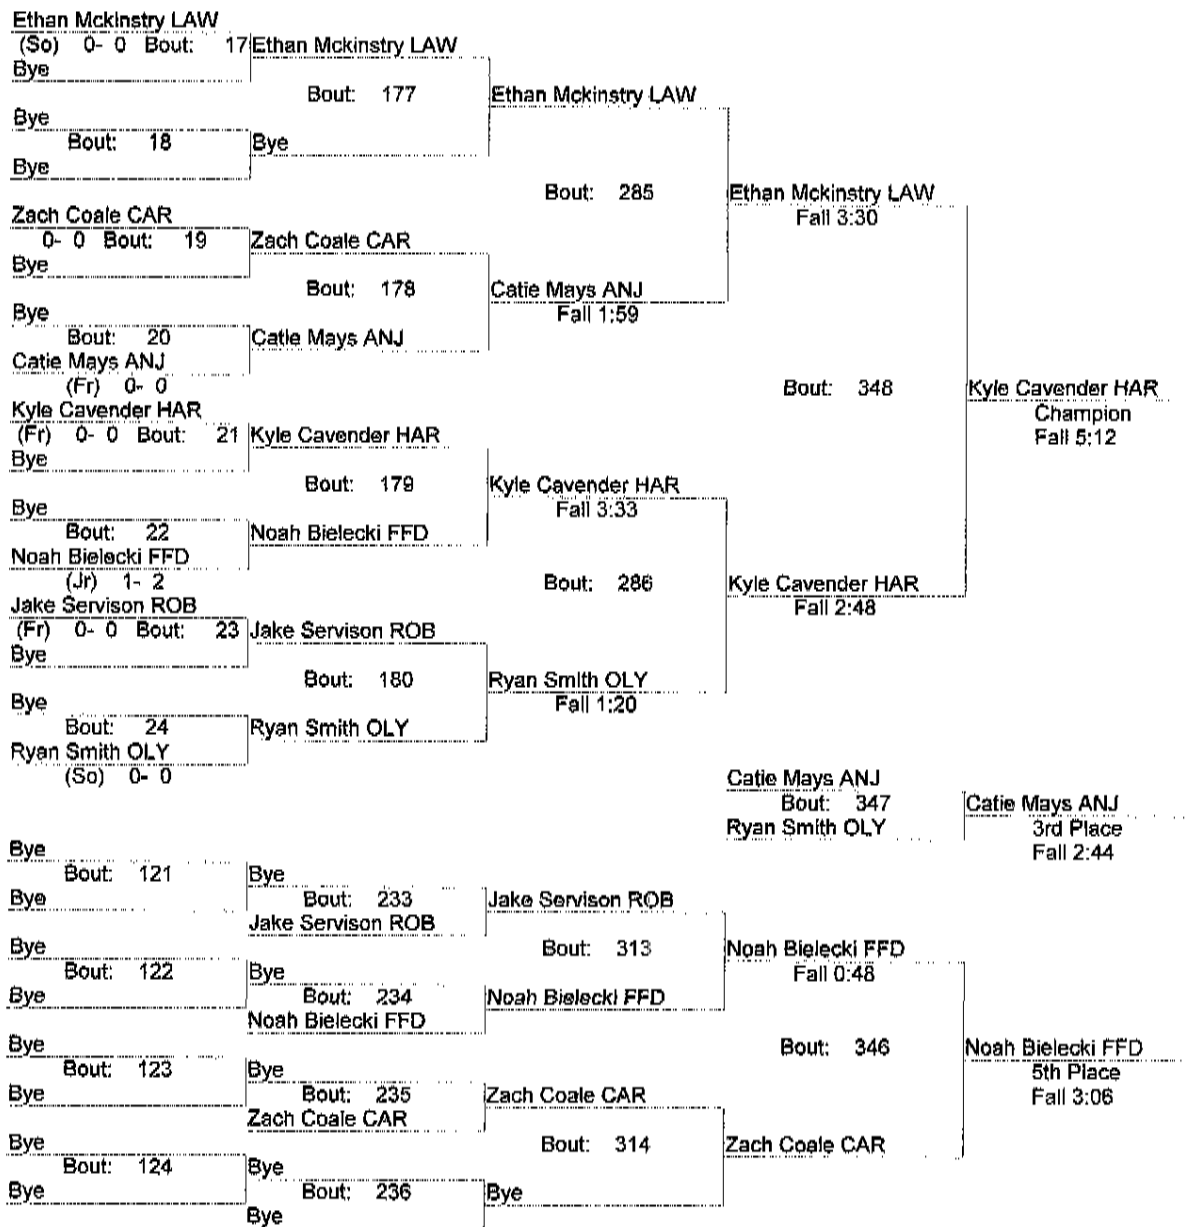 Ethan Mckinstry LAW
(So) 0- 0 Bout: 17 Ethan Mckinstry LAW
Bye
Bout: 177 Ethan Mckinstry LAW
Bye
Bout: 18 Bye
Bye
Bout: 285 Ethan Mckinstry LAW
Fall 3:30
Zach Coale CAR
0- 0 Bout: 19 Zach Coale CAR
Bye
Bout: 178 Catie Mays ANJ
Fall 1:59
Bye
Bout: 20 Catie Mays ANJ
Catie Mays ANJ
(Fr) 0- 0
Bout: 348 Kyle Cavender HAR
Champion
Fall 5:12
Kyle Cavender HAR
(Fr) 0- 0 Bout: 21 Kyle Cavender HAR
Bye
Bout: 179 Kyle Cavender HAR
Fall 3:33
Bye
Bout: 22 Noah Bielecki FFD
Noah Bielecki FFD
(Jr) 1- 2
Bout: 286 Kyle Cavender HAR
Fall 2:48
Jake Servison ROB
(Fr) 0- 0 Bout: 23 Jake Servison ROB
Bye
Bout: 180 Ryan Smith OLY
Fall 1:20
Bye
Bout: 24 Ryan Smith OLY
Ryan Smith OLY
(So) 0- 0
Catie Mays ANJ
Bout: 347 Catie Mays ANJ
Ryan Smith OLY 3rd Place
Fall 2:44
Bye
Bout: 121 Bye
Bye Bout: 233 Jake Servison ROB
Jake Servison ROB
Bye Bout: 313 Noah Bielecki FFD
Bout: 122 Bye Fall 0:48
Bye Bout: 234 Noah Bielecki FFD
Noah Bielecki FFD
Bye Bout: 346 Noah Bielecki FFD
Bout: 123 Bye 5th Place
Bye Bout: 235 Zach Coale CAR Fall 3:06
Zach Coale CAR
Bye Bout: 314 Zach Coale CAR
Bout: 124 Bye
Bye Bout: 236 Bye
Bye